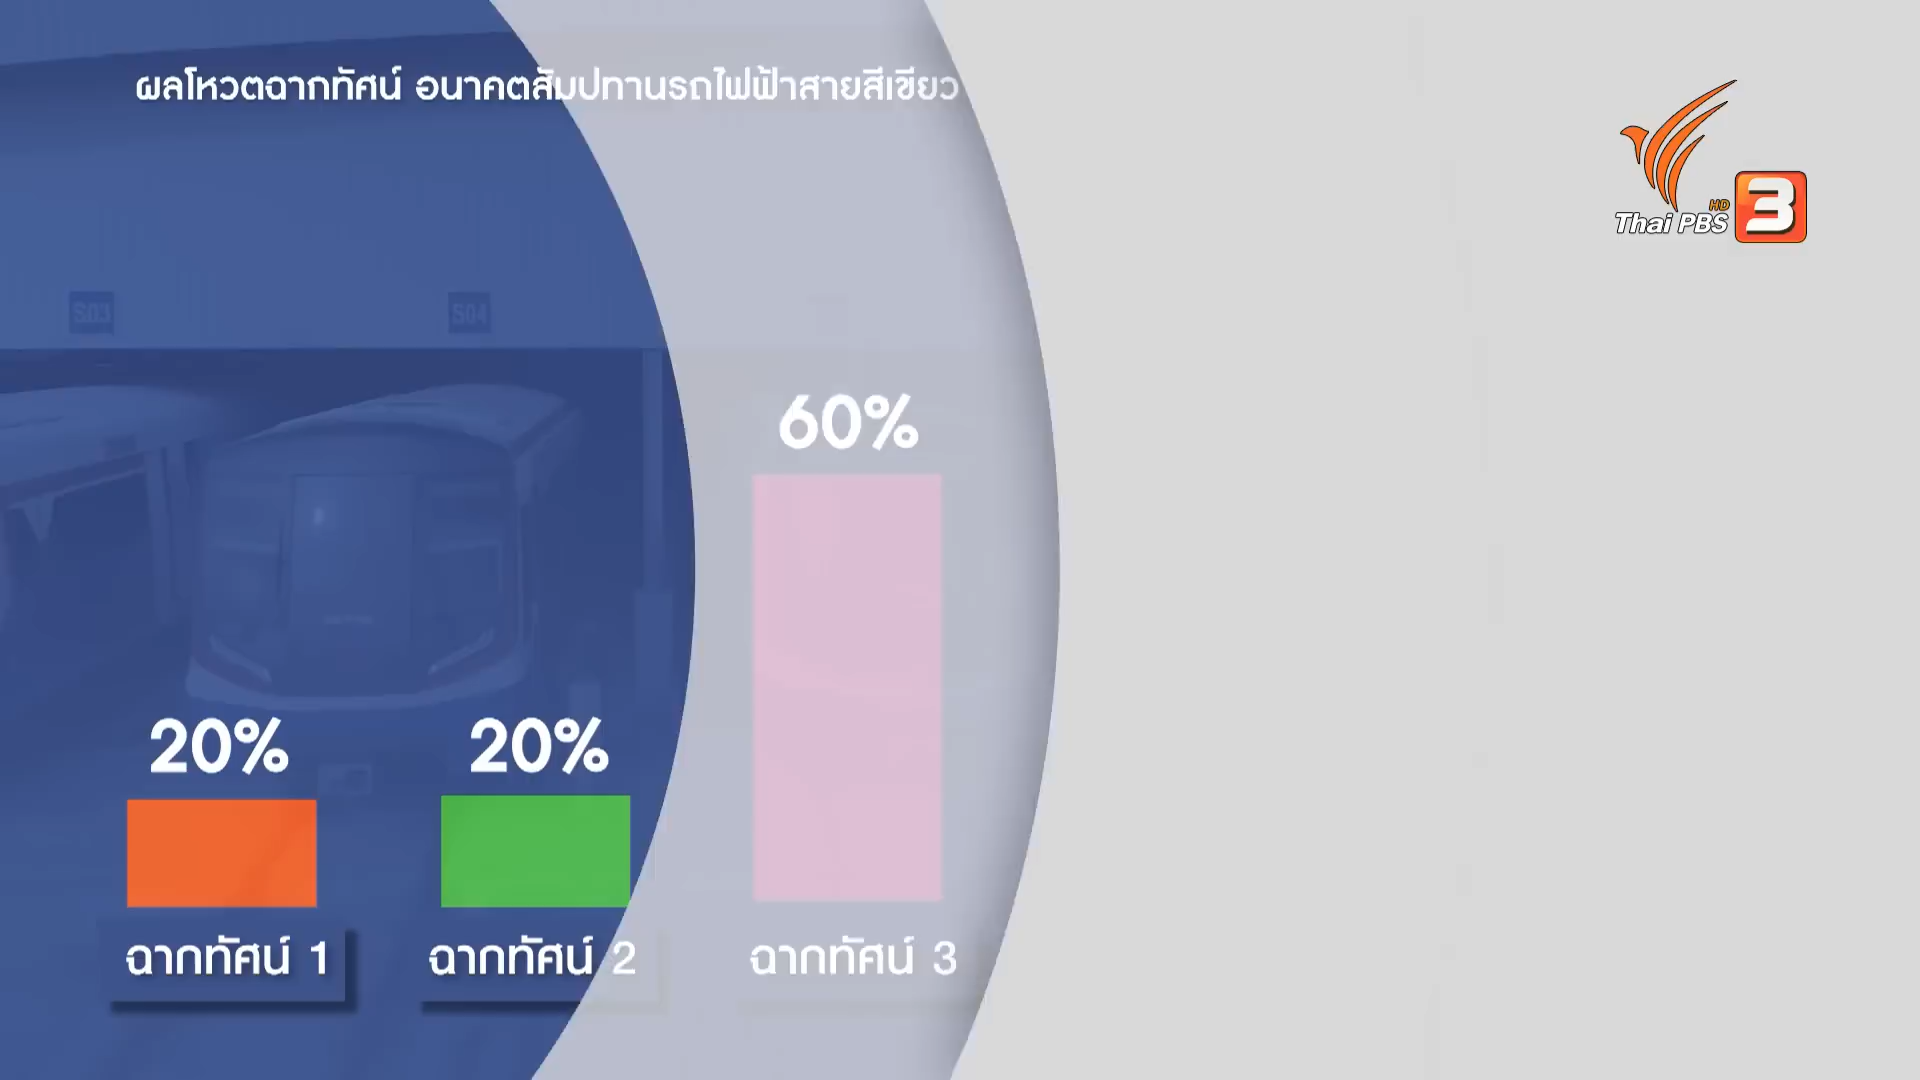 ผลโหวตฉากทัศน์ อนาคตสัมปทานรถไฟฟ้าสายสีเขียว
HD
Thai PBS 3
S03
S04
60%
20%
20%
ฉากทัศน์ 1
ฉากทัศน์ 2
ฉากทัศน์ 3